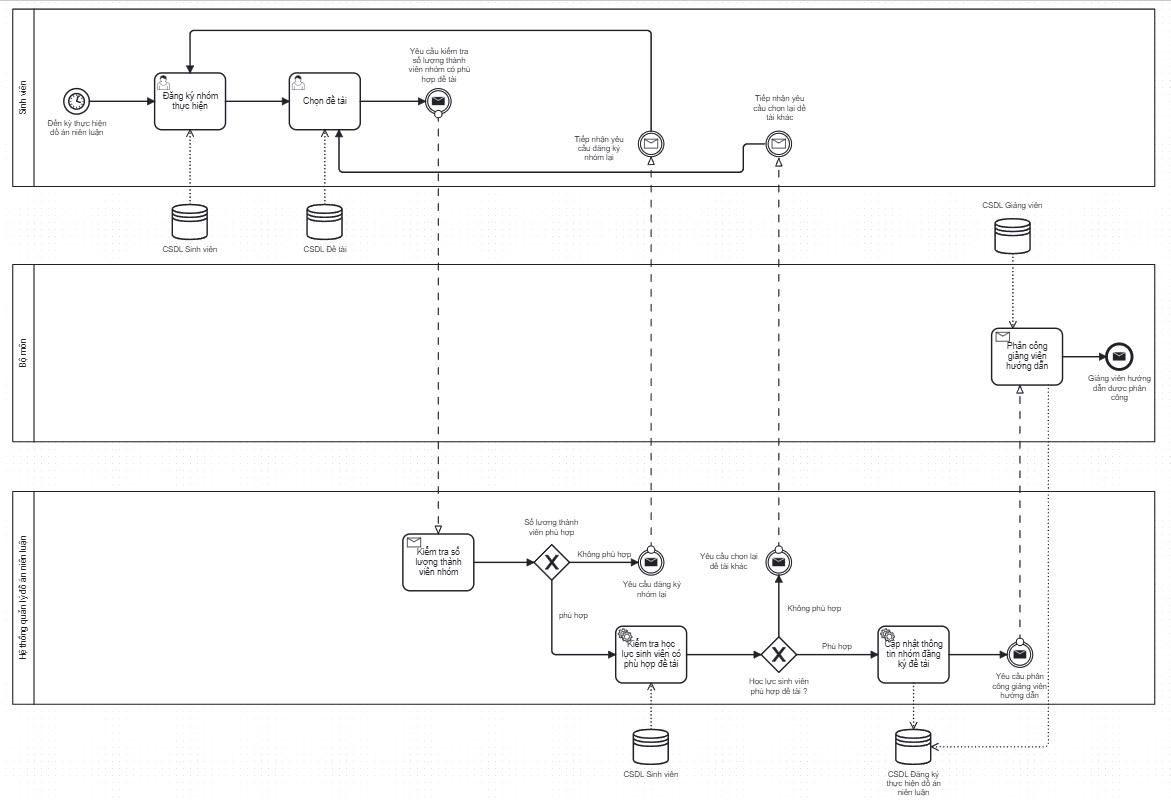 Sinh viên
Đến kỳ thực hiện
đồ án niên luận
Đăng ký nhóm
thực hiện
Chọn đề tài
Yêu cầu kiểm tra
số lượng thành
viên nhóm có phù
hợp đề tài
Tiếp nhận yêu
cầu đăng ký
nhóm lại
Tiếp nhận yêu
cầu chọn lại đề
tài khác
CSDL Sinh viên
CSDL Đề tài
CSDL Giảng viên
Bộ môn
Phân công
giảng viên
hướng dẫn
Giảng viên hướng
dẫn được phân
công
Hệ thống quản lý đồ án niên luận
Kiểm tra số
lượng thành
viên nhóm
Số lương thành
viên phù hợp
Không phù hợp
Yêu cầu đăng ký
nhóm lại
phù hợp
Yêu cầu chọn lại
đề tài khác
Không phù hợp
Kiểm tra học
lực sinh viên có
phù hợp đề tài
Học lực sinh viên
phù hợp đề tài ?
Phù hợp
Cập nhật thông
tin nhóm đăng
ký đề tài
Yêu cầu phân
công giảng viên
hướng dẫn
CSDL Sinh viên
CSDL Đăng ký
thực hiện đồ án
niên luận